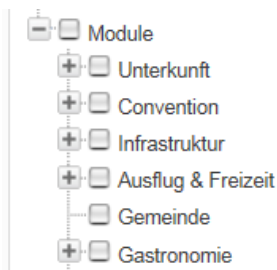 Module
Unterkunft
Convention
Infrastruktur
Ausflug & Freizeit
Gemeinde
Gastronomie